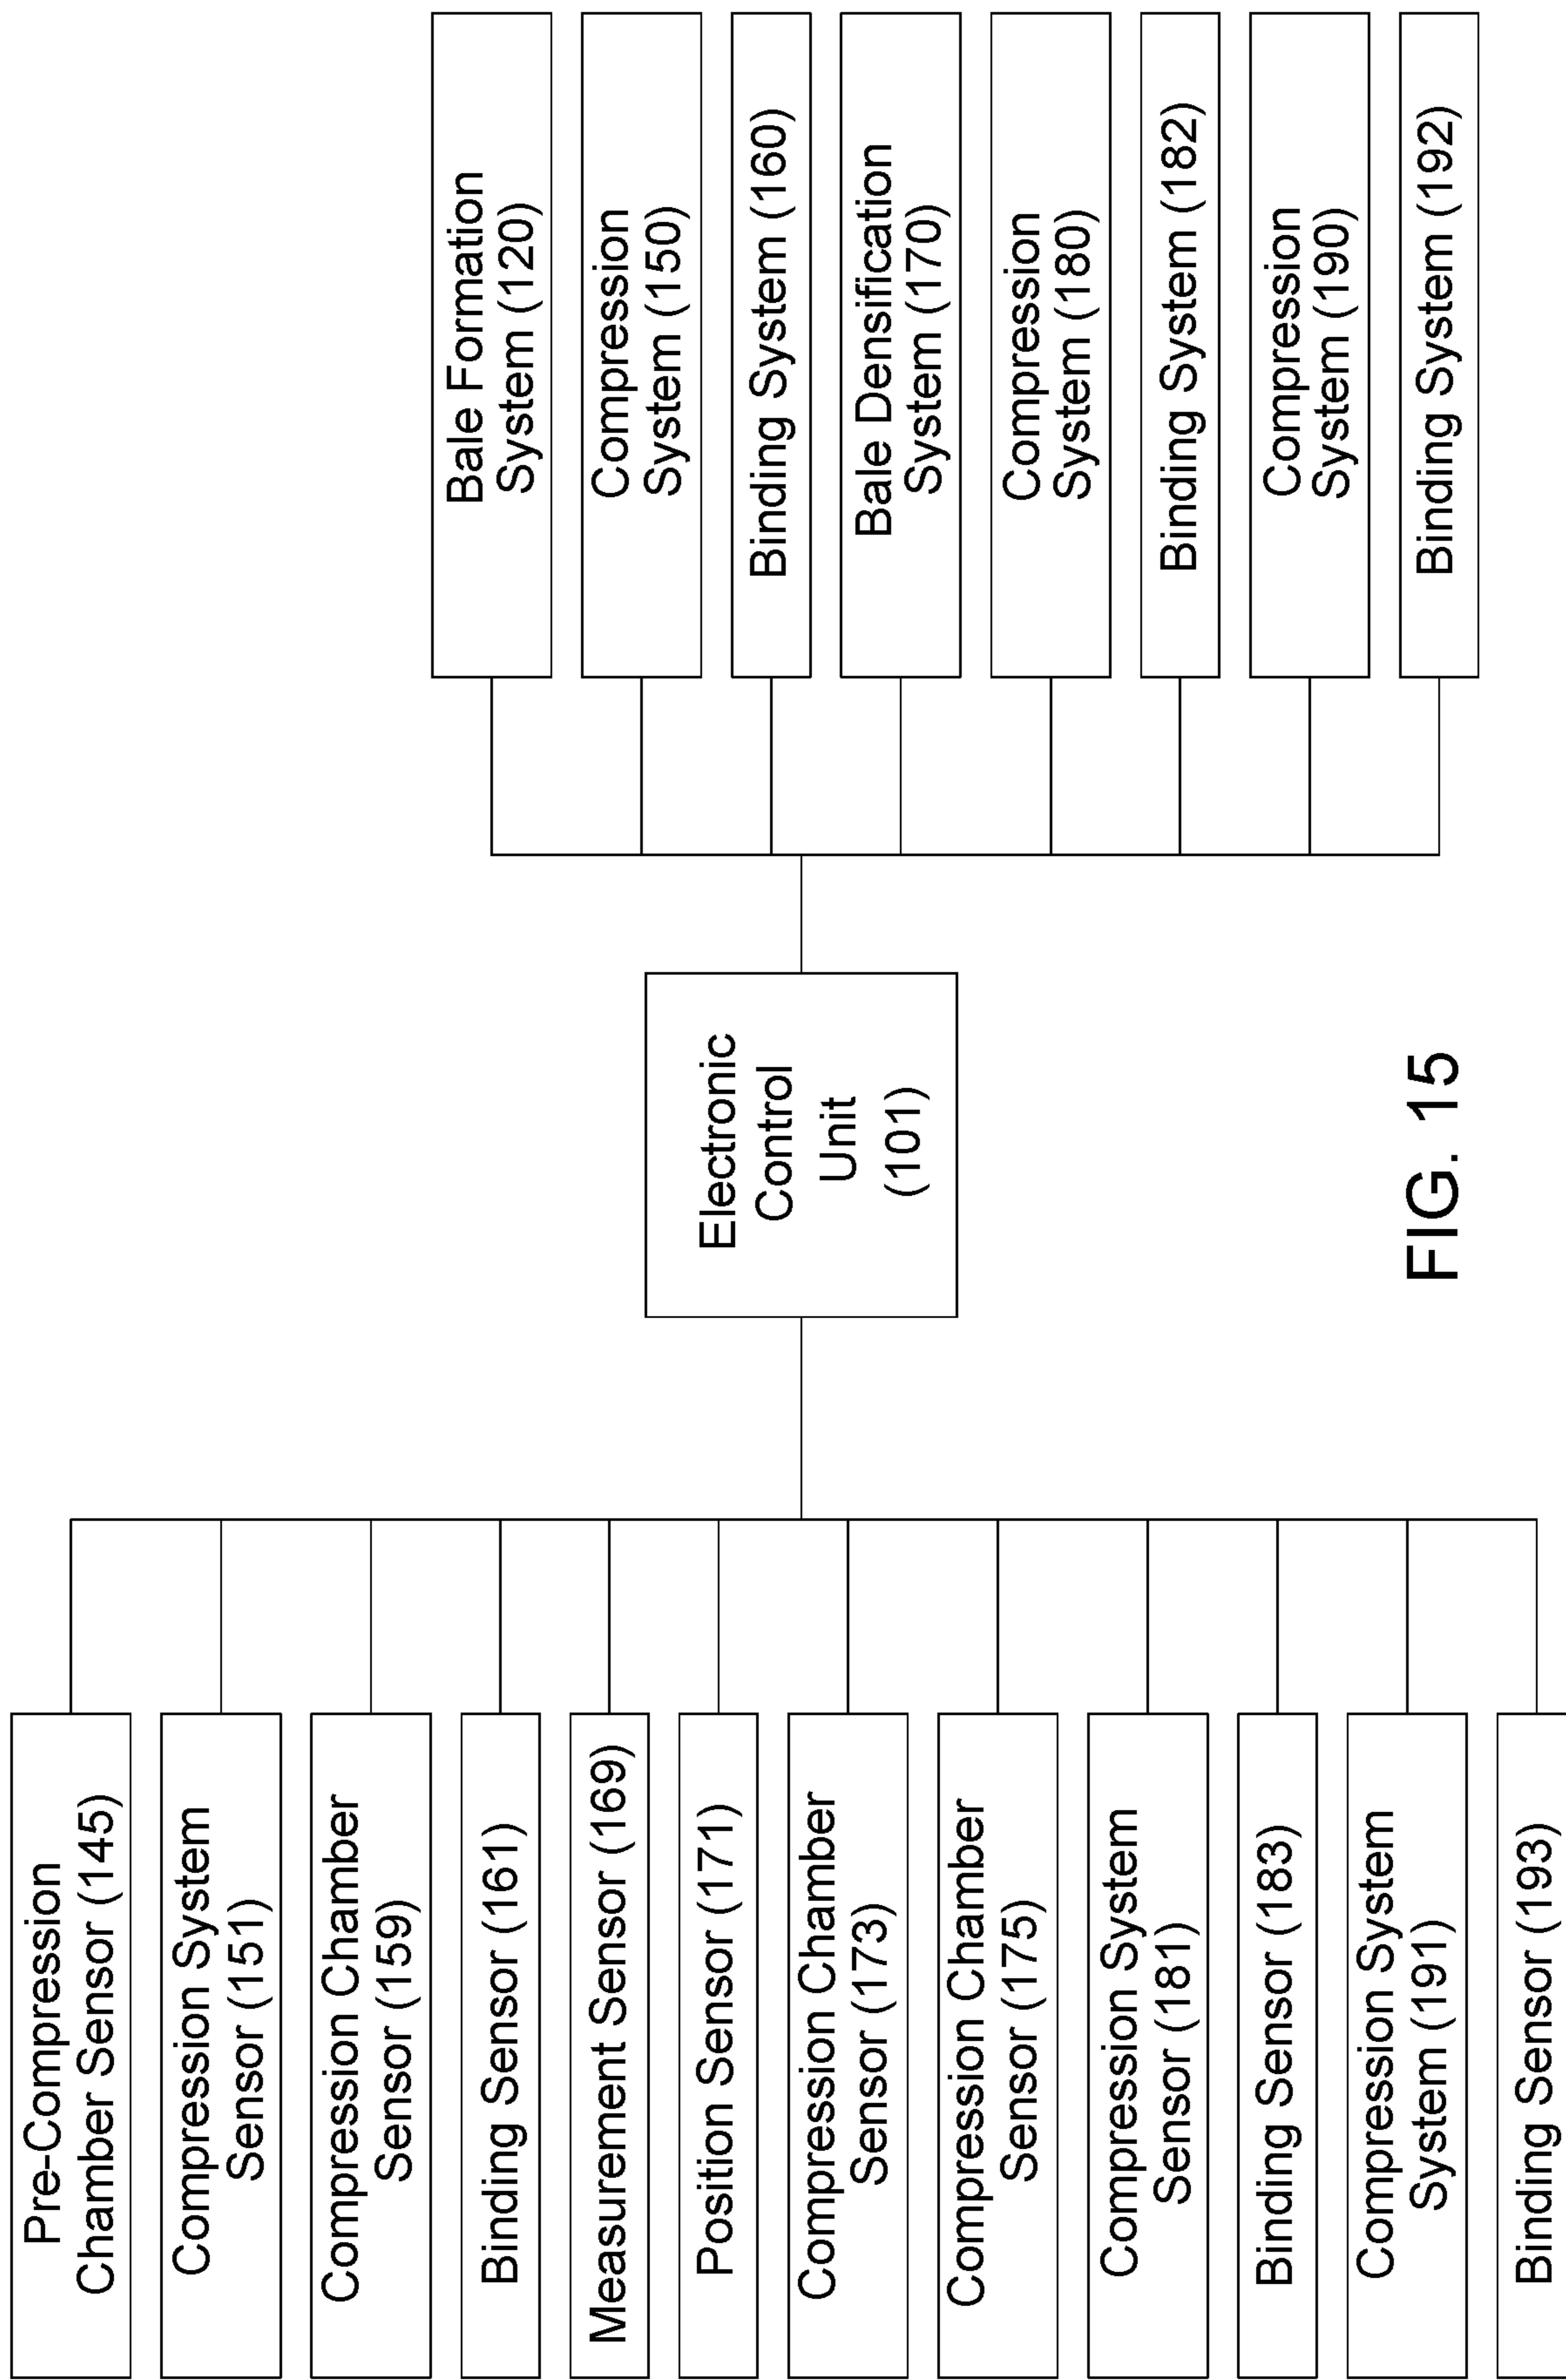 Pre-Compression
Chamber Sensor (145)
Compression System
Sensor (151)
Compression Chamber
Sensor (159)
Binding Sensor (161)
Measurement Sensor (169)
Position Sensor (171)
Compression Chamber
Sensor (173)
Compression Chamber
Sensor (175)
Compression System
Sensor (181)
Binding Sensor (183)
Compression System
System (191)
Binding Sensor (193)
Electronic
Control
Unit
(101)
Bale Formation
System (120)
Compression
System (150)
Binding System (160)
Bale Densification
System (170)
Compression
System (180)
Binding System (182)
Compression
System (190)
Binding System (192)
FIG. 15